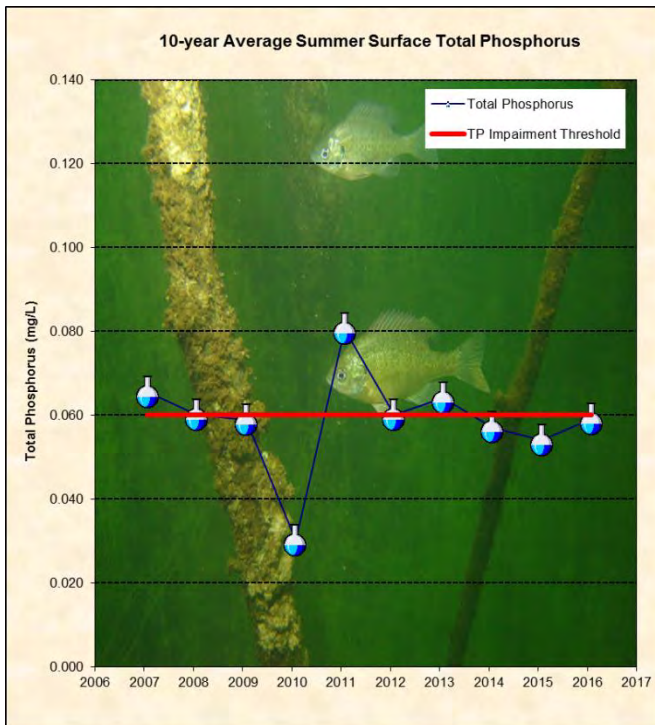 10-year Average Summer Surface Total Phosphorus
Total Phosphorus
TP Impairment Threshold
Total Phosphorus (mg/L)
0.140
0.120
0.100
0.080
0.060
0.040
0.020
0.000
2006 2007 2008 2009 2010 2011 2012 2013 2014 2015 2016 2017